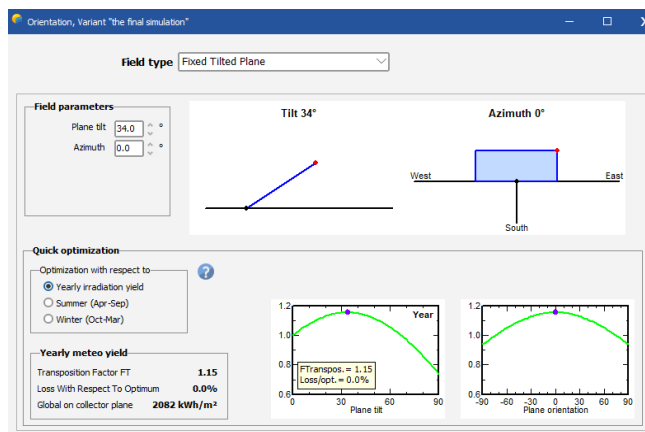 Orientation, Variant "the final simulation"
Field type Fixed Tilted Plane
Field parameters
Plane tilt 34.0 °
Azimuth 0.0 °
Tilt 34°
Azimuth 0°
West
East
South
Quick optimization
Optimization with respect to
Yearly irradiation yield
Summer (Apr-Sep)
Winter (Oct-Mar)
?
Yearly meteo yield
Transposition Factor FT 1.15
Loss With Respect To Optimum 0.0%
Global on collector plane 2082 kWh/m²
1.2
1.0
0.8
0.6
Year
FTranspos. = 1.15
Loss/opt. = 0.0%
0 30 60 90
Plane tilt
1.2
1.0
0.8
0.6
-90 -60 -30 0 30 60 90
Plane orientation